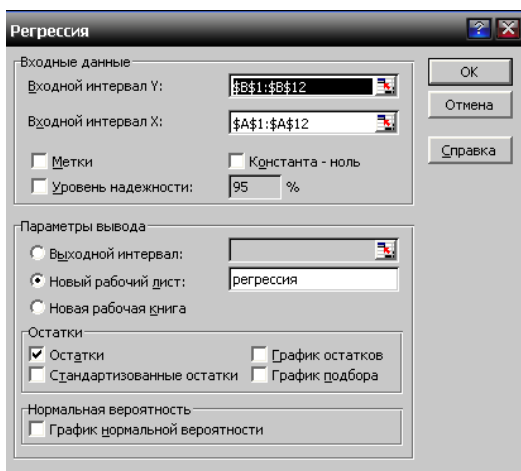 Регрессия
Входные данные
Входной интервал Y: $B$1:$B$12
Входной интервал X: $A$1:$A$12
Метки Константа - ноль
Уровень надежности: 95 %
ОК
Отмена
Справка
Параметры вывода
Выходной интервал:
Новый рабочий лист: регрессия
Новая рабочая книга
Остатки
Остатки График остатков
Стандартизованные остатки График подбора
Нормальная вероятность
График нормальной вероятности